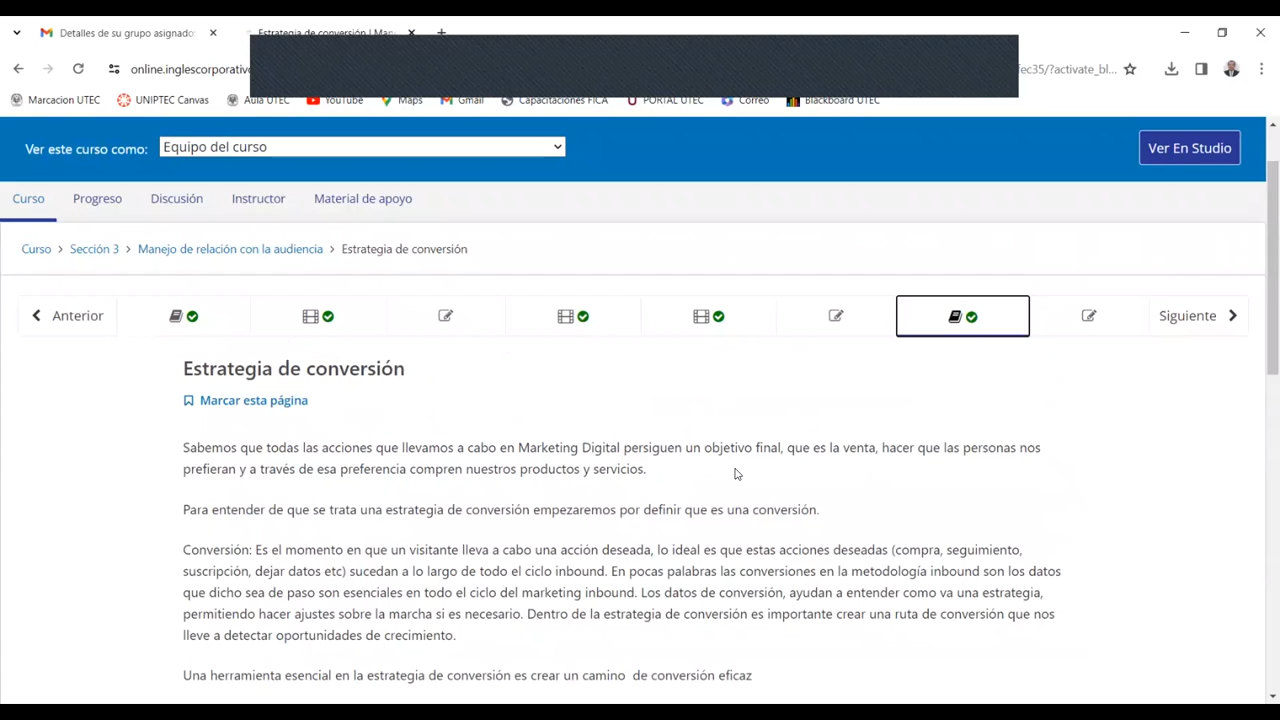 Detalles de su grupo asignado
Estrategia de conversión | Man
online.inglescorporativo
ec35/?activate_bl...
Marcacion UTEC
UNIPTEC Canvas
Aula UTEC
YouTube
Maps
Gmail
Capacitaciones FICA
PORTAL UTEC
Correo
Blackboard UTEC
Ver este curso como:
Equipo del curso
Ver En Studio
Curso
Progreso
Discusión
Instructor
Material de apoyo
Curso > Sección 3 > Manejo de relación con la audiencia > Estrategia de conversión
Anterior
Siguiente
Estrategia de conversión
Marcar esta página
Sabemos que todas las acciones que llevamos a cabo en Marketing Digital persiguen un objetivo final, que es la venta, hacer que las personas nos
prefieran y a través de esa preferencia compren nuestros productos y servicios.
Para entender de que se trata una estrategia de conversión empezaremos por definir que es una conversión.
Conversión: Es el momento en que un visitante lleva a cabo una acción deseada, lo ideal es que estas acciones deseadas (compra, seguimiento,
suscripción, dejar datos etc) sucedan a lo largo de todo el ciclo inbound. En pocas palabras las conversiones en la metodología inbound son los datos
que dicho sea de paso son esenciales en todo el ciclo del marketing inbound. Los datos de conversión, ayudan a entender como va una estrategia,
permitiendo hacer ajustes sobre la marcha si es necesario. Dentro de la estrategia de conversión es importante crear una ruta de conversión que nos
lleve a detectar oportunidades de crecimiento.
Una herramienta esencial en la estrategia de conversión es crear un camino  de conversión eficaz